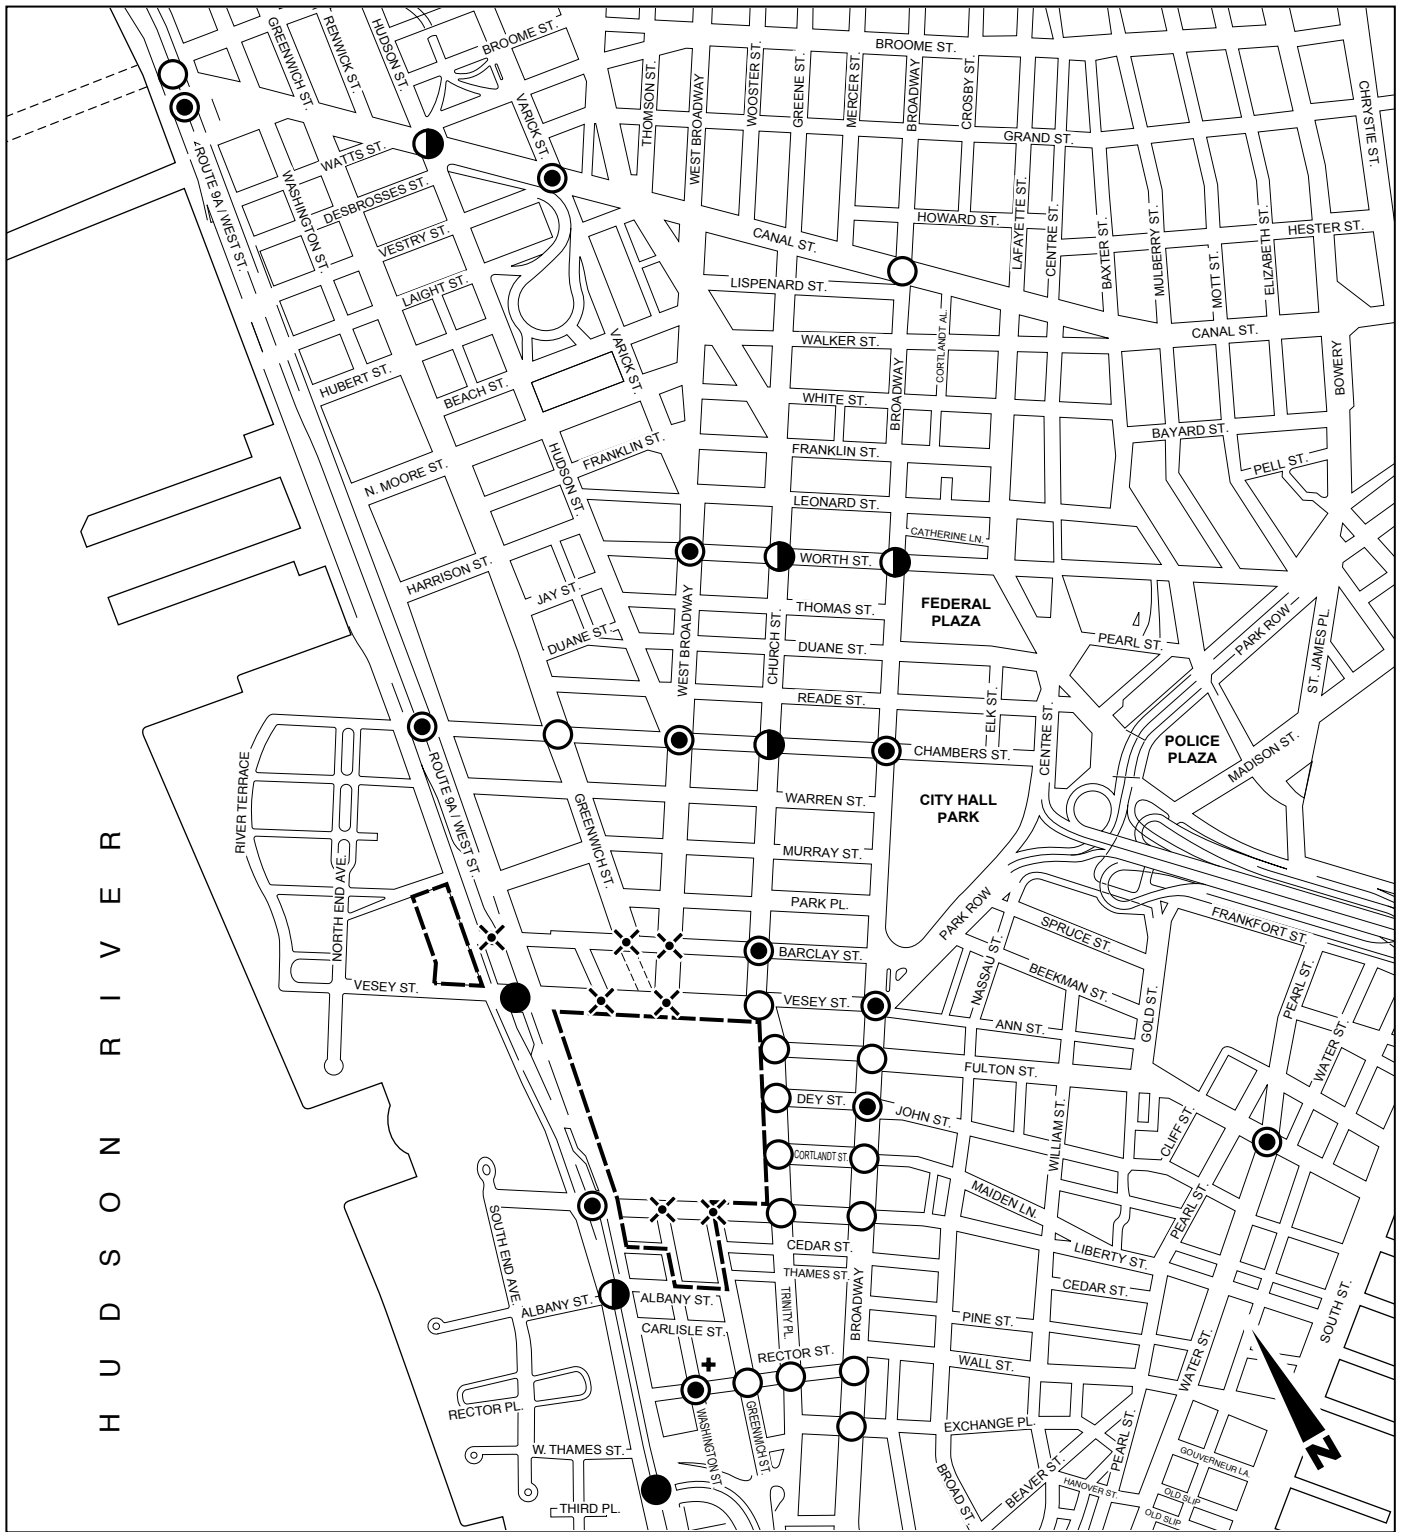 GREENWICH ST.
RENWICK ST.
HUDSON ST.
BROOME ST.
BROOME ST.
THOMSON ST.
WEST BROADWAY
WOOSTER ST.
GREENE ST.
MERCER ST.
BROADWAY
CROSBY ST.
CHRYSTIE ST.
VARICK ST.
GRAND ST.
WATTS ST.
ROUTE 9A / WEST ST.
WASHINGTON ST.
DESBROSSES ST.
VESTRY ST.
LAIGHT ST.
CANAL ST.
HOWARD ST.
LAFAYETTE ST.
CENTRE ST.
BAXTER ST.
MULBERRY ST.
MOTT ST.
ELIZABETH ST.
HESTER ST.
LISPENARD ST.
CORTLANDT AL.
CANAL ST.
WALKER ST.
VARICK ST.
BOWERY
HUBERT ST.
BEACH ST.
BROADWAY
WHITE ST.
BAYARD ST.
FRANKLIN ST.
FRANKLIN ST.
PELL ST.
N. MOORE ST.
HUDSON ST.
LEONARD ST.
CATHERINE LN.
WORTH ST.
HARRISON ST.
JAY ST.
THOMAS ST.
FEDERAL
PLAZA
DUANE ST.
WEST BROADWAY
CHURCH ST.
DUANE ST.
PEARL ST.
PARK ROW
ST. JAMES PL.
READE ST.
ELK ST.
CENTRE ST.
CHAMBERS ST.
POLICE
PLAZA
MADISON ST.
RIVER TERRACE
ROUTE 9A / WEST ST.
GREENWICH ST.
WARREN ST.
CITY HALL
PARK
MURRAY ST.
NORTH END AVE.
PARK PL.
PARK ROW
SPRUCE ST.
FRANKFORT ST.
BARCLAY ST.
NASSAU ST.
BEEKMAN ST.
PEARL ST.
VESEY ST.
VESEY ST.
GOLD ST.
ANN ST.
WATER ST.
FULTON ST.
DEY ST.
JOHN ST.
WILLIAM ST.
CLIFF ST.
CORTLANDT ST.
MAIDEN LN.
PEARL ST.
SOUTH END AVE.
CEDAR ST.
LIBERTY ST.
THAMES ST.
CEDAR ST.
ALBANY ST.
ALBANY ST.
TRINITY PL.
BROADWAY
PINE ST.
SOUTH ST.
CARLISLE ST.
RECTOR ST.
WALL ST.
WATER ST.
RECTOR PL.
WASHINGTON ST
GREENWICH ST.
EXCHANGE PL.
PEARL ST.
W. THAMES ST.
GOUVERNEUR LA.
BROAD ST.
BEAVER ST.
HANOVER ST.
OLD SLIP
OLD SLIP
THIRD PL.
HUDSON RIVER
N